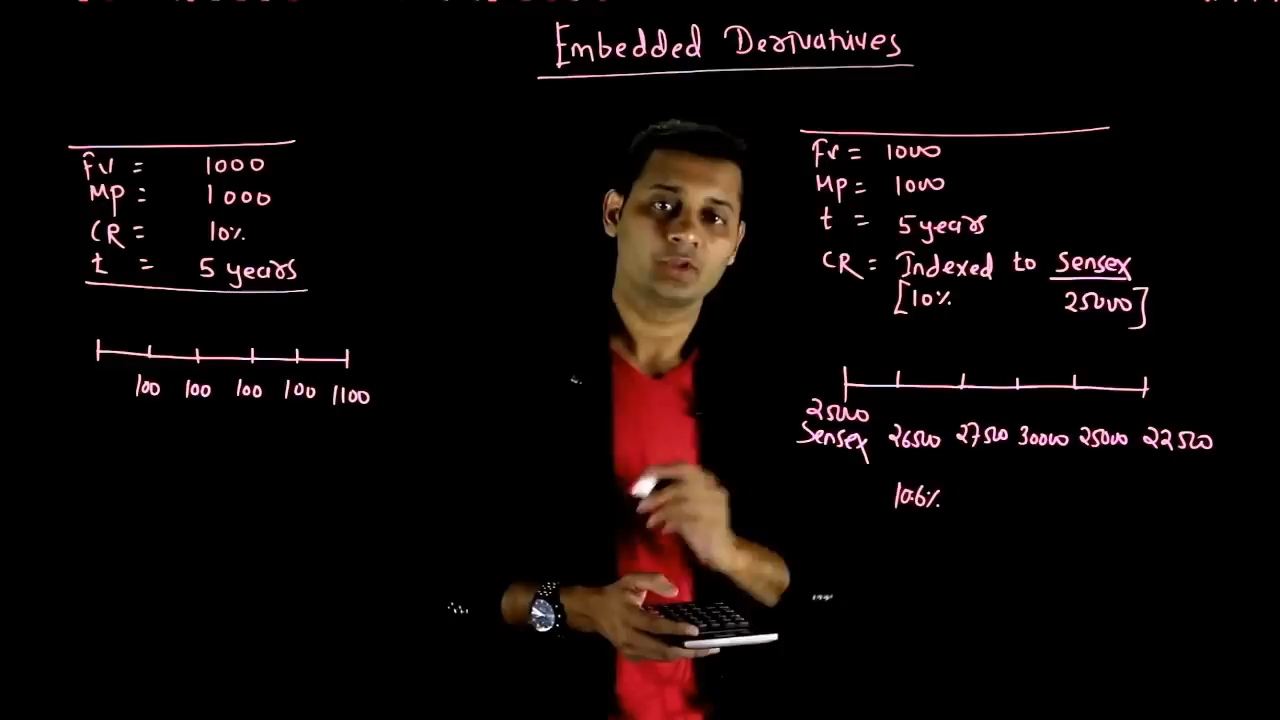 Embedded Derivatives
FV = 1000
MP = 1000
CR = 10%
t = 5 years
100 100 100 100 1100
FV = 1000
MP = 1000
t = 5 years
CR = Indexed to Sensex
[10% 25000]
25000
Sensex 26500 27500 30000 25000 22500
10.6%